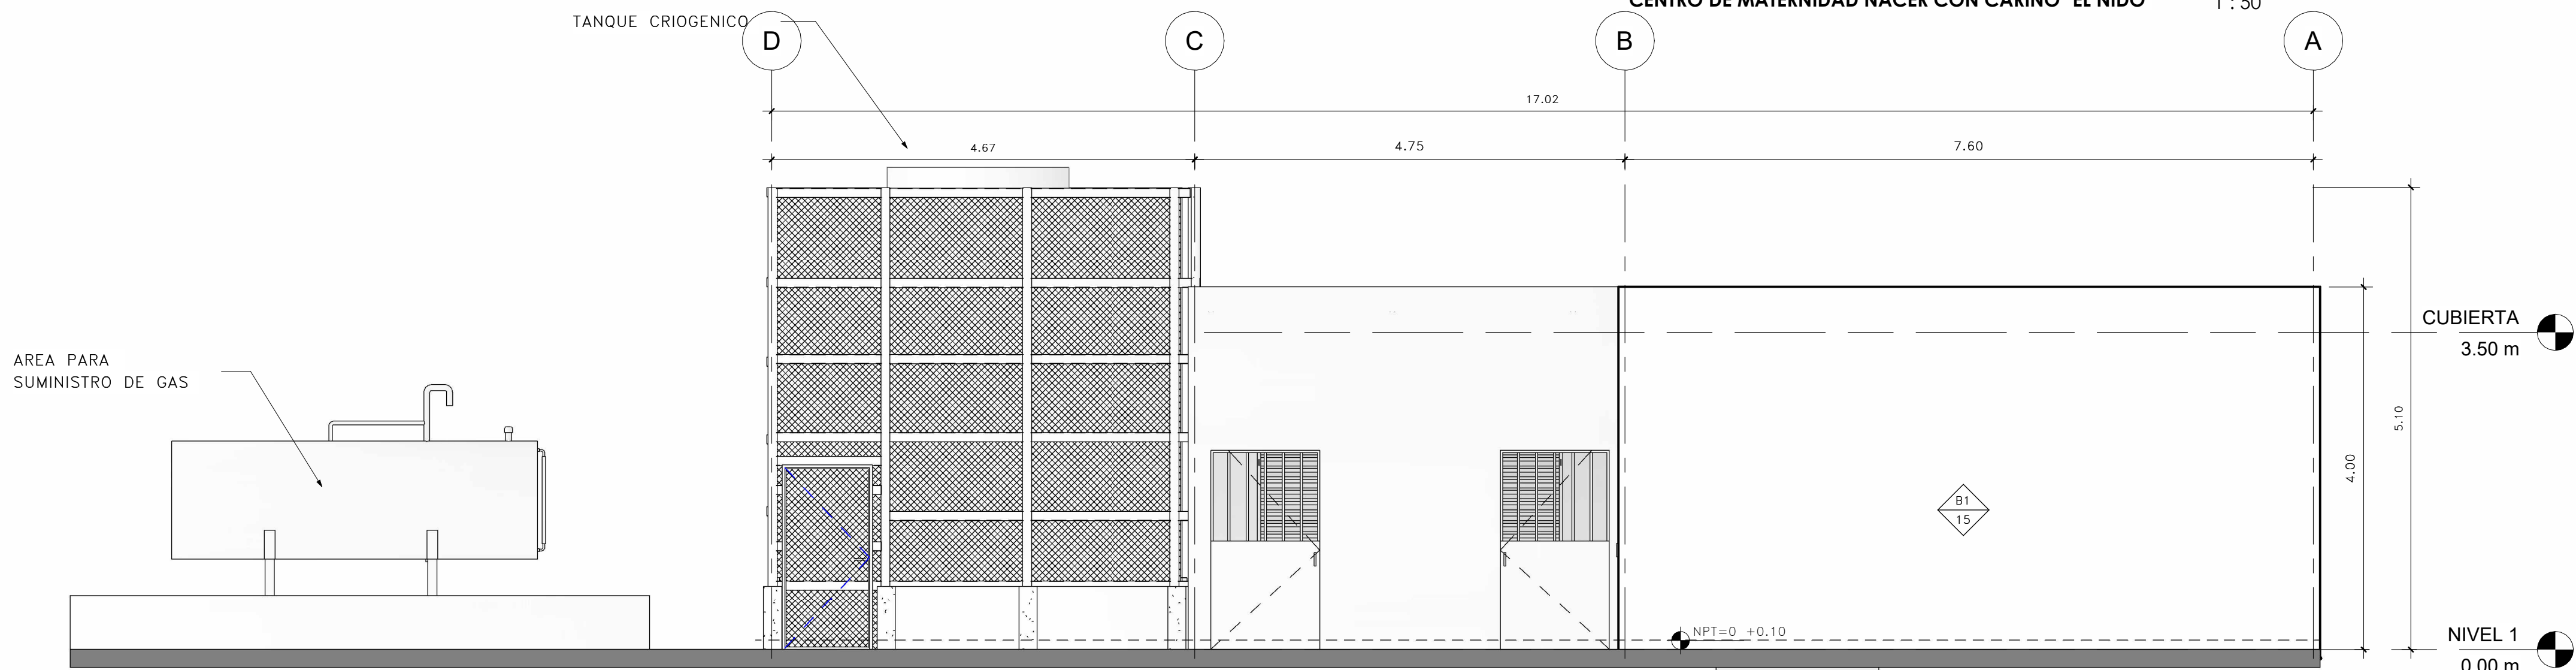 CENTRO DE MATERNIDAD NACER CON CARIÑO "EL NIDO"
1 : 50
TANQUE CRIOGENICO
D
C
B
A
17.02
4.67
4.75
7.60
CUBIERTA
3.50 m
AREA PARA
SUMINISTRO DE GAS
5.10
4.00
B1
15
NPT=0 +0.10
NIVEL 1
0.00 m